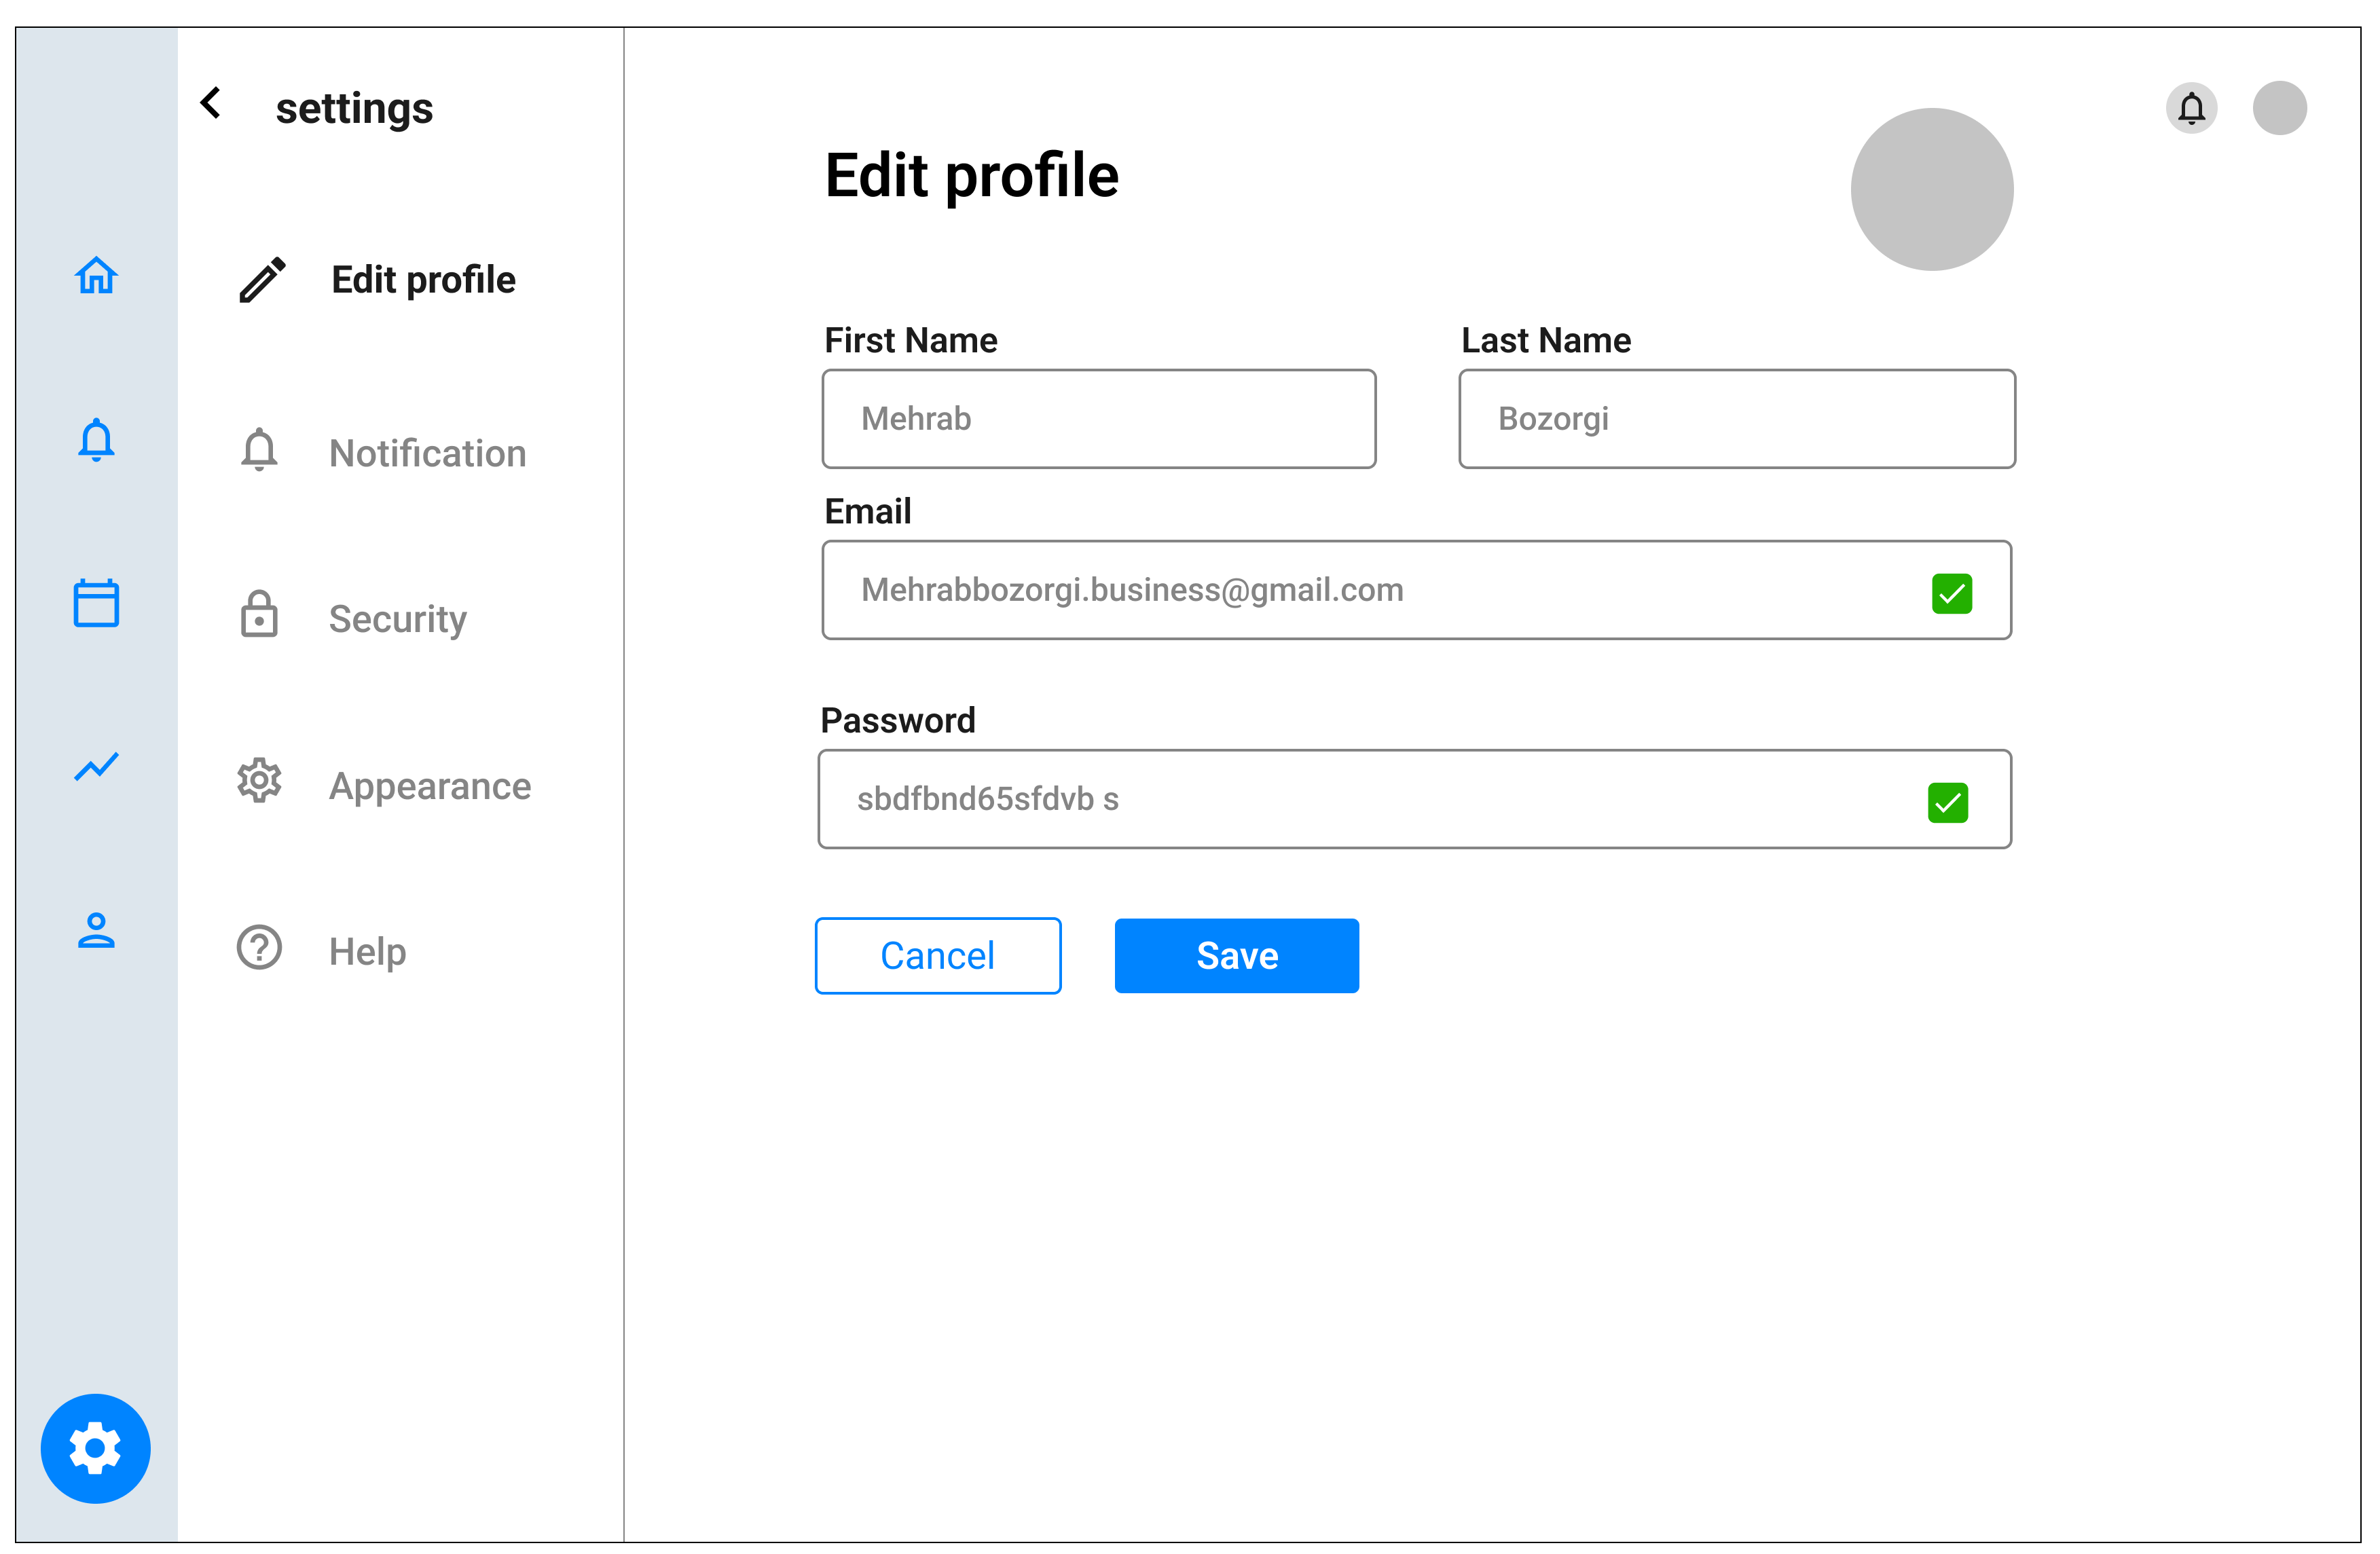 settings
Edit profile
Notification
Security
Appearance
Help
Edit profile
First Name
Last Name
Mehrab
Bozorgi
Email
Mehrabbozorgi.business@gmail.com
Password
sbdfbnd65sfdvb s
Cancel
Save